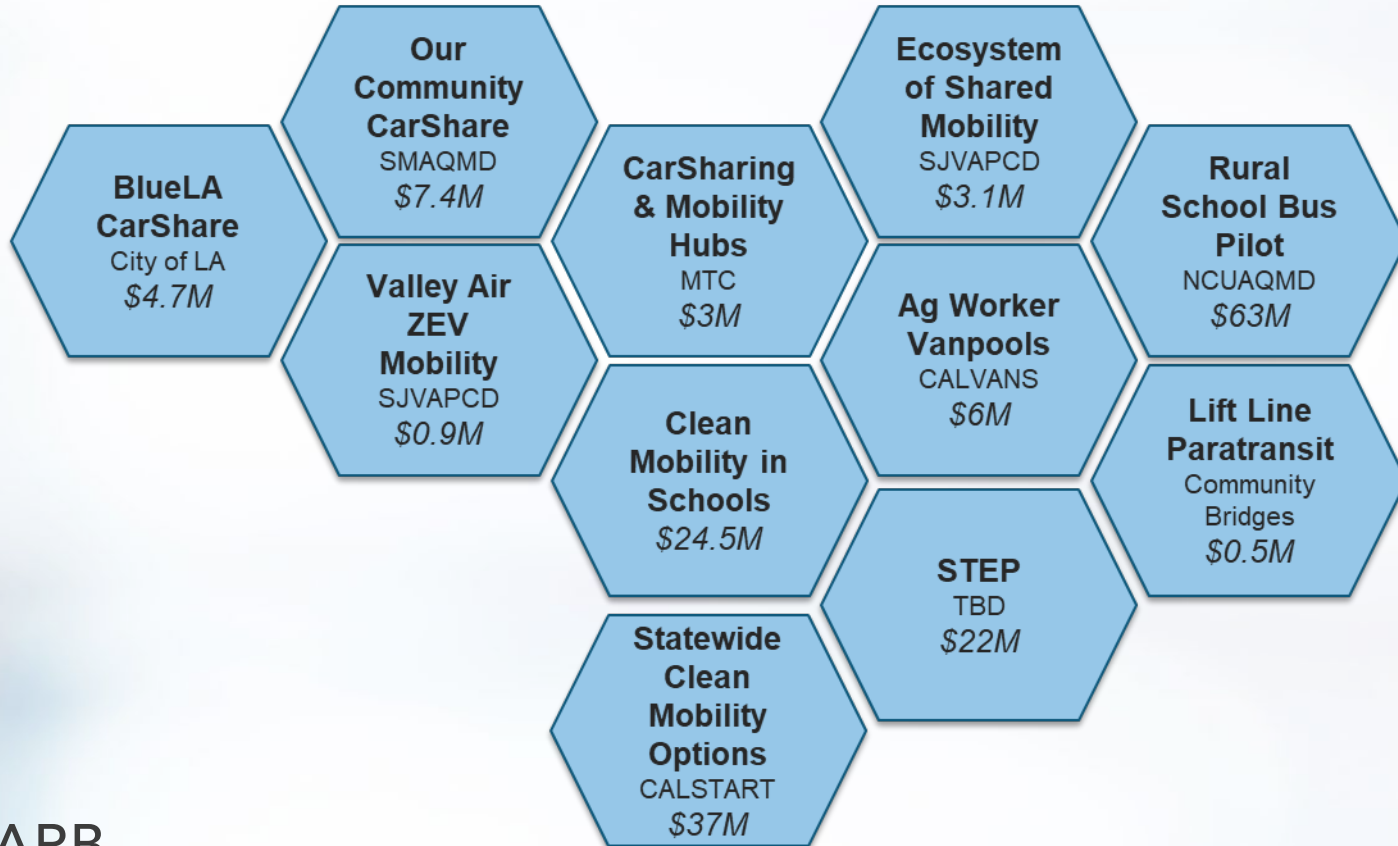 BlueLA
CarShare
City of LA
$4.7M
Our
Community
CarShare
SMAQMD
$7.4M
Valley Air
ZEV
Mobility
SJVAPCD
$0.9M
CarSharing
& Mobility
Hubs
MTC
$3M
Clean
Mobility in
Schools
$24.5M
Statewide
Clean
Mobility
Options
CALSTART
$37M
Ecosystem
of Shared
Mobility
SJVAPCD
$3.1M
Ag Worker
Vanpools
CALVANS
$6M
STEP
TBD
$22M
Rural
School Bus
Pilot
NCUAQMD
$63M
Lift Line
Paratransit
Community
Bridges
$0.5M